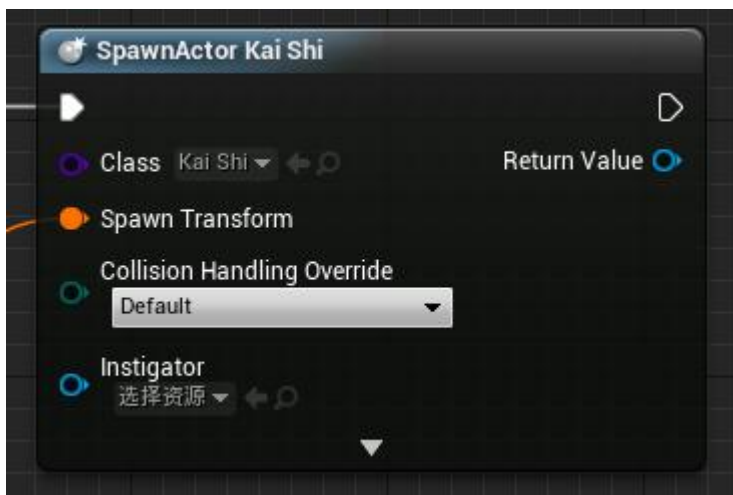 SpawnActor Kai Shi
Class Kai Shi
Return Value
Spawn Transform
Collision Handling Override
Default
Instigator
选择资源